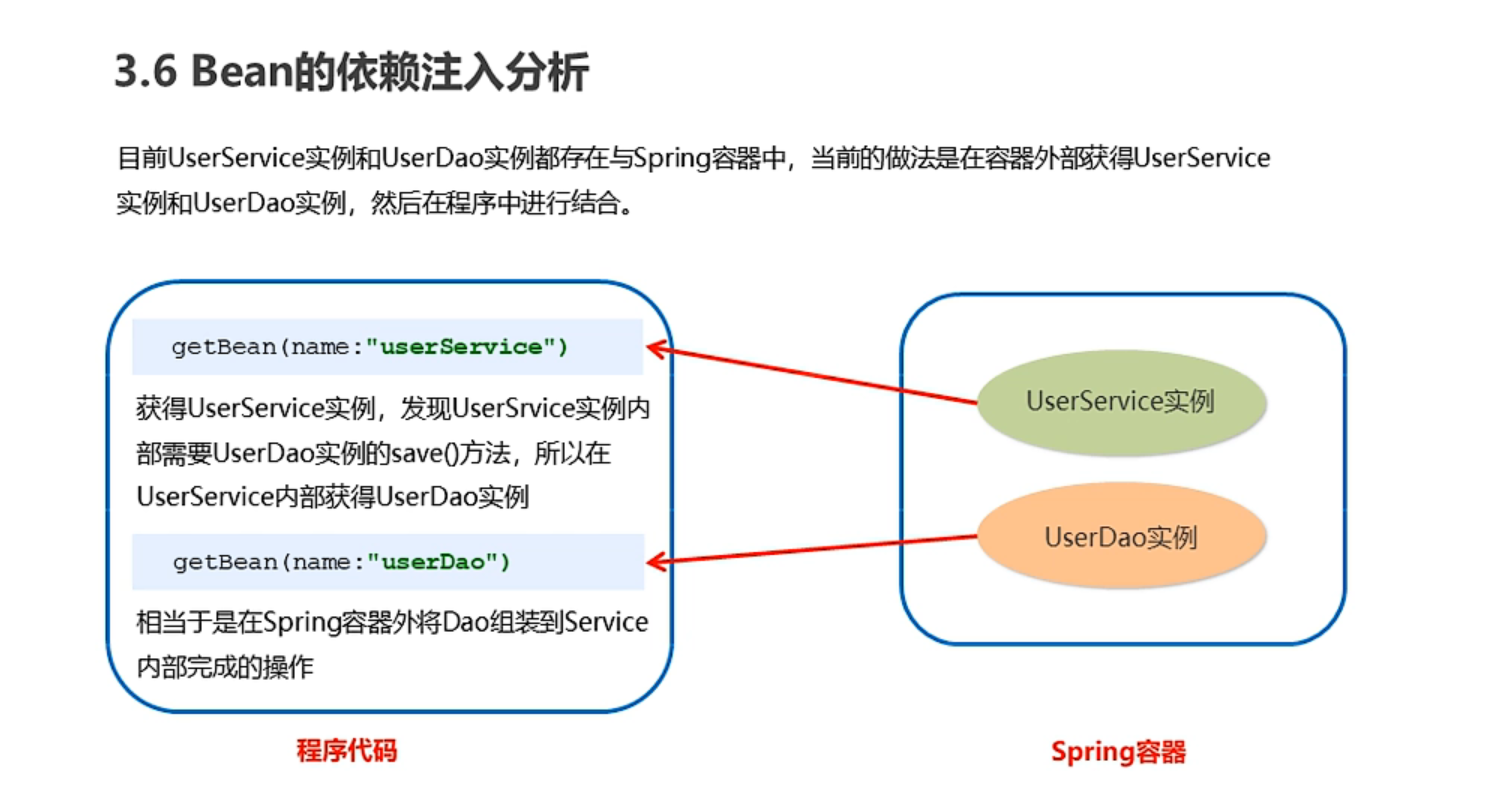 3.6 Bean的依赖注入分析
目前UserService实例和UserDao实例都存在与Spring容器中，当前的做法是在容器外部获得UserService
实例和UserDao实例，然后在程序中进行结合。
getBean(name:"userService")
获得UserService实例，发现UserSrvice实例内
部需要UserDao实例的save()方法，所以在
UserService内部获得UserDao实例
getBean(name:"userDao")
相当于是在Spring容器外将Dao组装到Service
内部完成的操作
程序代码
UserService实例
UserDao实例
Spring容器